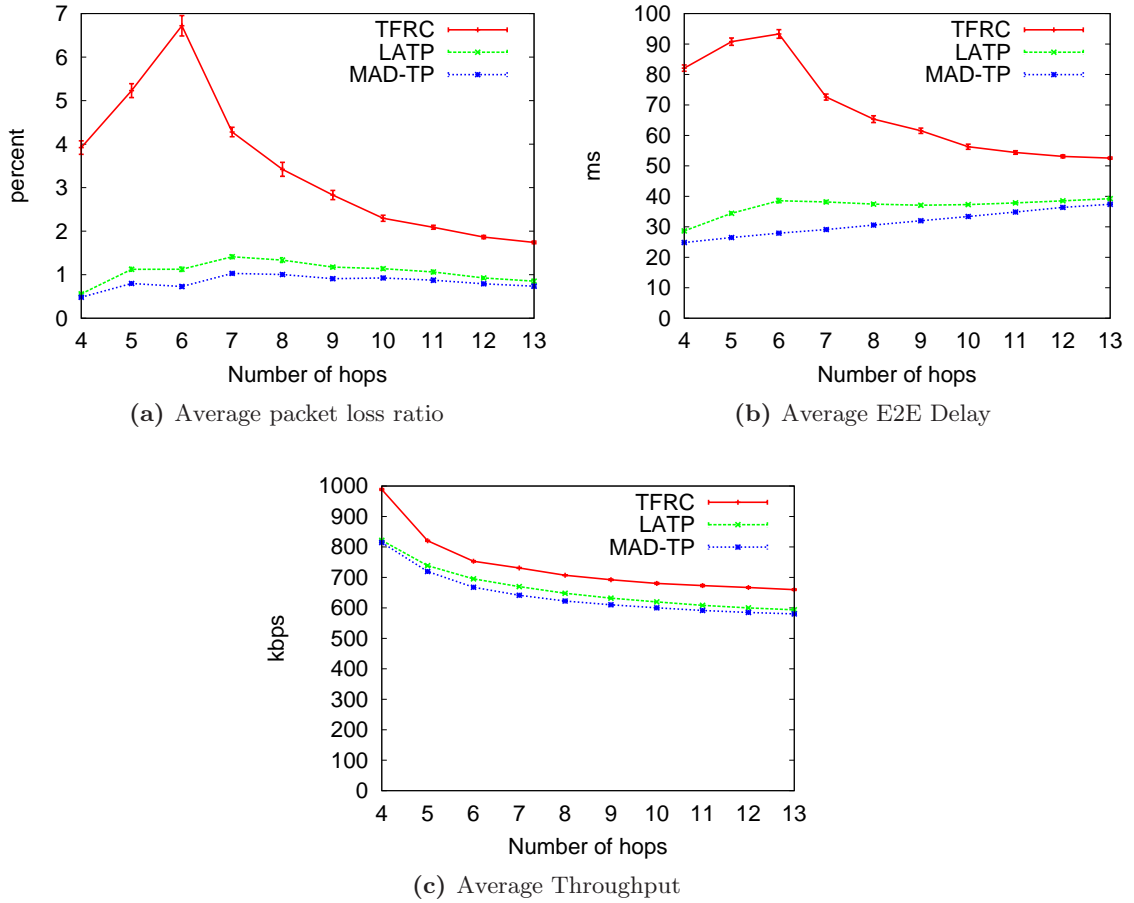 7
6
5
4
3
2
1
0
percent
TFRC
LATP
MAD-TP
4 5 6 7 8 9 10 11 12 13
Number of hops
(a) Average packet loss ratio
100
90
80
70
60
50
40
30
20
10
0
ms
TFRC
LATP
MAD-TP
4 5 6 7 8 9 10 11 12 13
Number of hops
(b) Average E2E Delay
1000
900
800
700
600
500
400
300
200
100
0
kbps
TFRC
LATP
MAD-TP
4 5 6 7 8 9 10 11 12 13
Number of hops
(c) Average Throughput